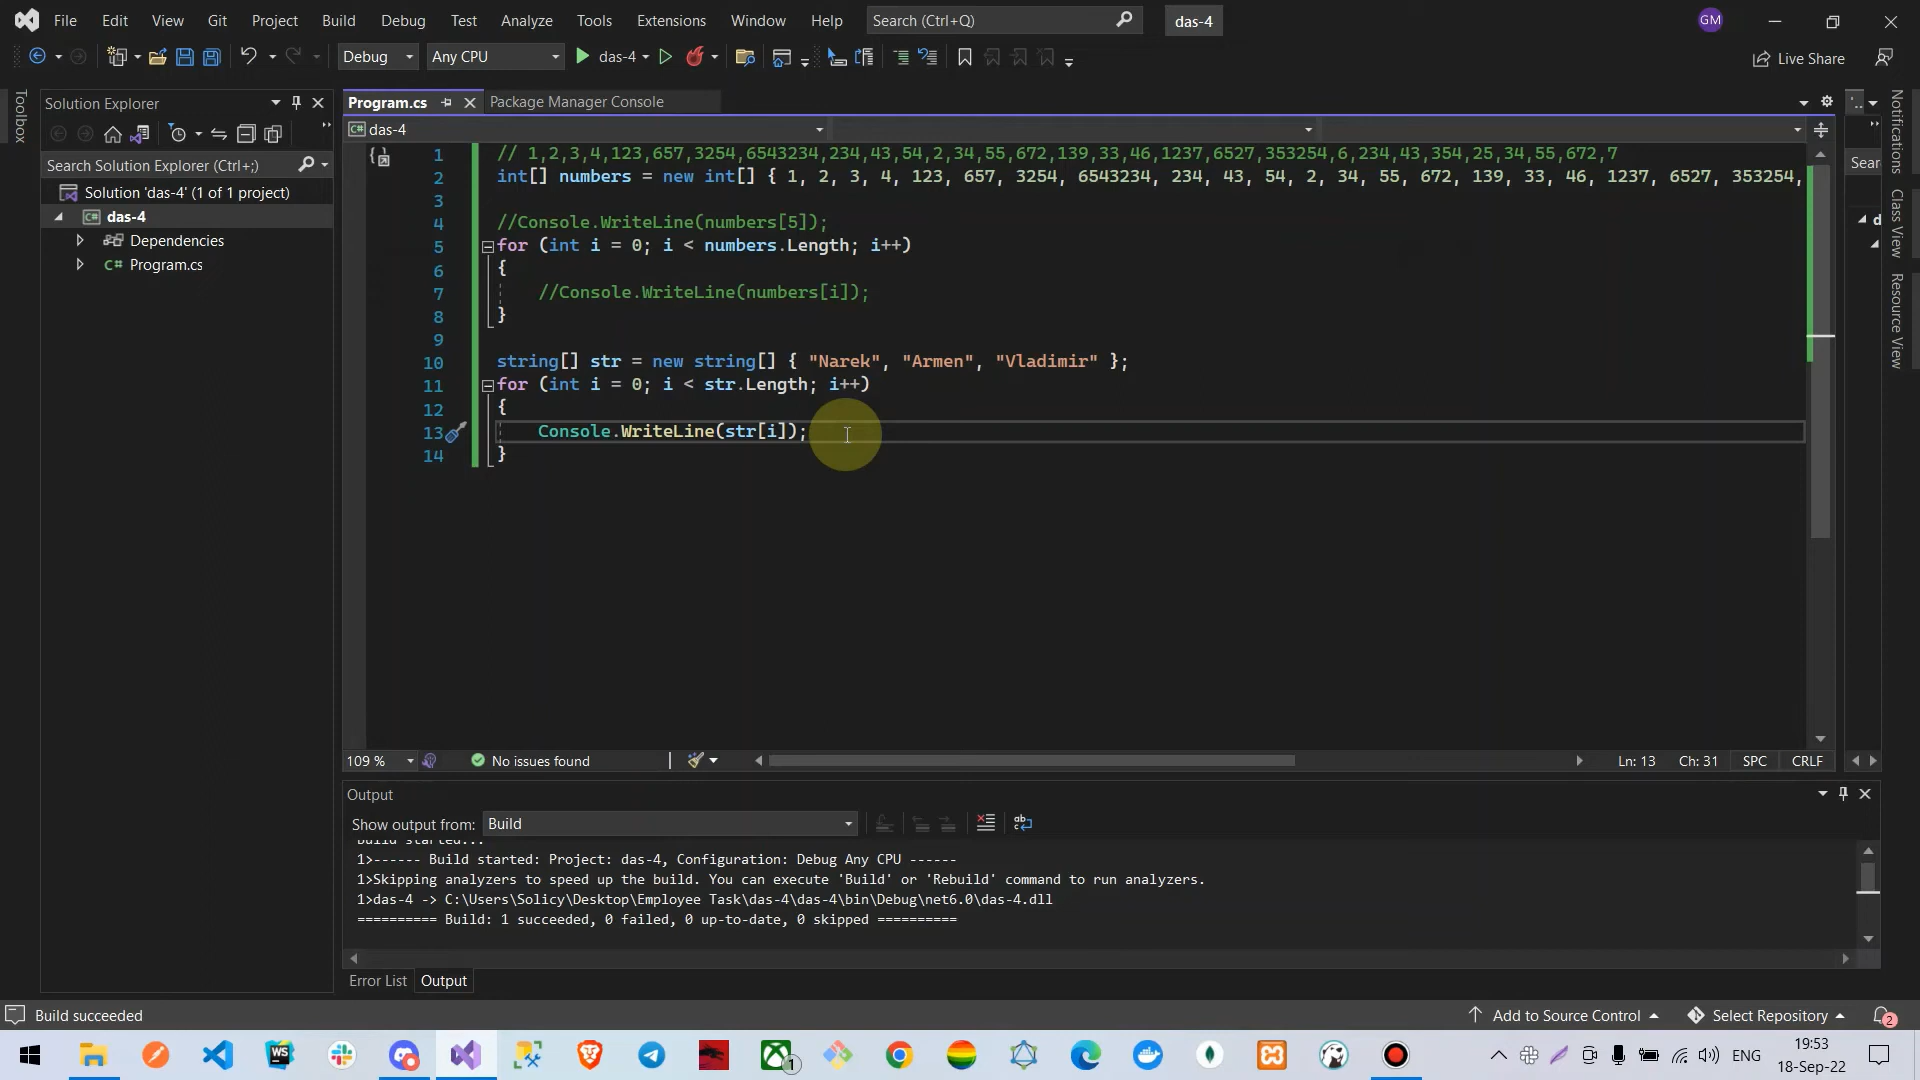 File Edit View Git Project Build Debug Test Analyze Tools Extensions Window Help Search (Ctrl+Q) das-4 GM
Debug Any CPU das-4 Live Share
Toolbox
Solution Explorer
Search Solution Explorer (Ctrl+;)
Solution 'das-4' (1 of 1 project)
das-4
Dependencies
C# Program.cs
Program.cs Package Manager Console
C# das-4
1 // 1,2,3,4,123,657,3254,6543234,234,43,54,2,34,55,672,139,33,46,1237,6527,353254,6,234,43,354,25,34,55,672,7
2 int[] numbers = new int[] { 1, 2, 3, 4, 123, 657, 3254, 6543234, 234, 43, 54, 2, 34, 55, 672, 139, 33, 46, 1237, 6527, 353254,
3
4 //Console.WriteLine(numbers[5]);
5 for (int i = 0; i < numbers.Length; i++)
6 {
7 //Console.WriteLine(numbers[i]);
8 }
9
10 string[] str = new string[] { "Narek", "Armen", "Vladimir" };
11 for (int i = 0; i < str.Length; i++)
12 {
13 Console.WriteLine(str[i]);
14 }
109 % No issues found Ln: 13 Ch: 31 SPC CRLF
Sear
d
Notifications
Class View
Resource View
Output
Show output from: Build
1>------ Build started: Project: das-4, Configuration: Debug Any CPU ------
1>Skipping analyzers to speed up the build. You can execute 'Build' or 'Rebuild' command to run analyzers.
1>das-4 -> C:\Users\Solicy\Desktop\Employee Task\das-4\das-4\bin\Debug\net6.0\das-4.dll
========== Build: 1 succeeded, 0 failed, 0 up-to-date, 0 skipped ==========
Error List Output
Build succeeded Add to Source Control Select Repository 2
WS 1 ENG 19:53
18-Sep-22